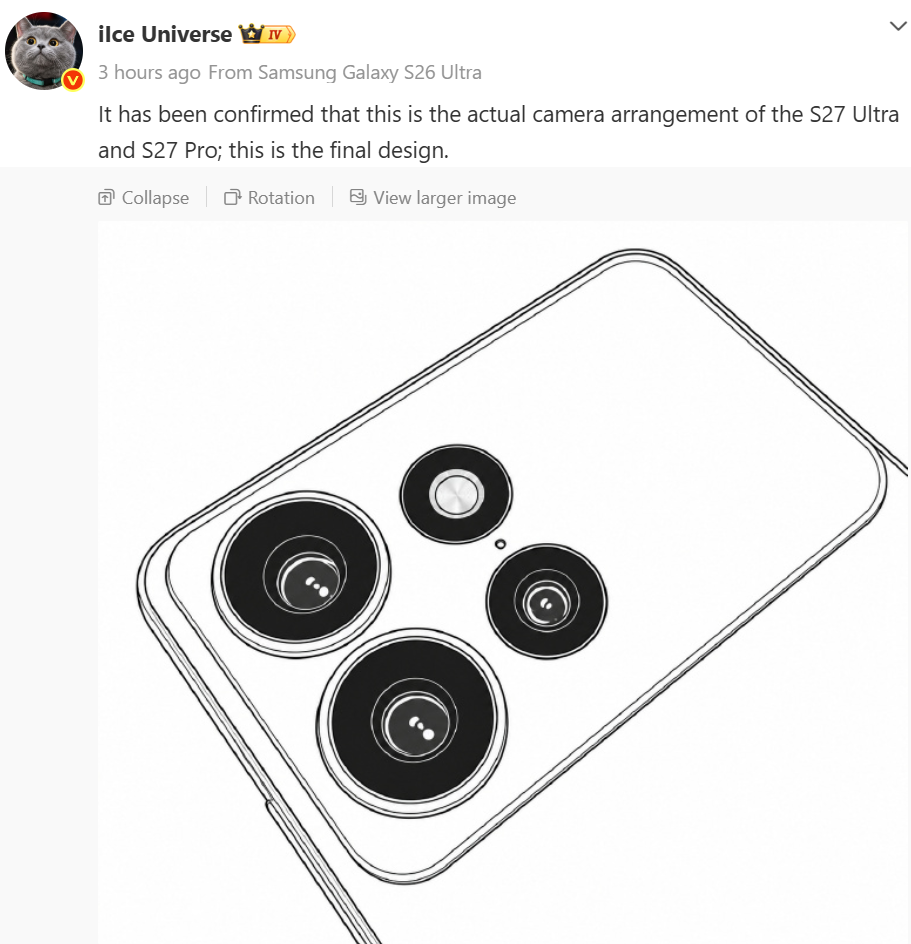 iIce Universe IV
3 hours ago From Samsung Galaxy S26 Ultra
It has been confirmed that this is the actual camera arrangement of the S27 Ultra
and S27 Pro; this is the final design.
Collapse Rotation View larger image